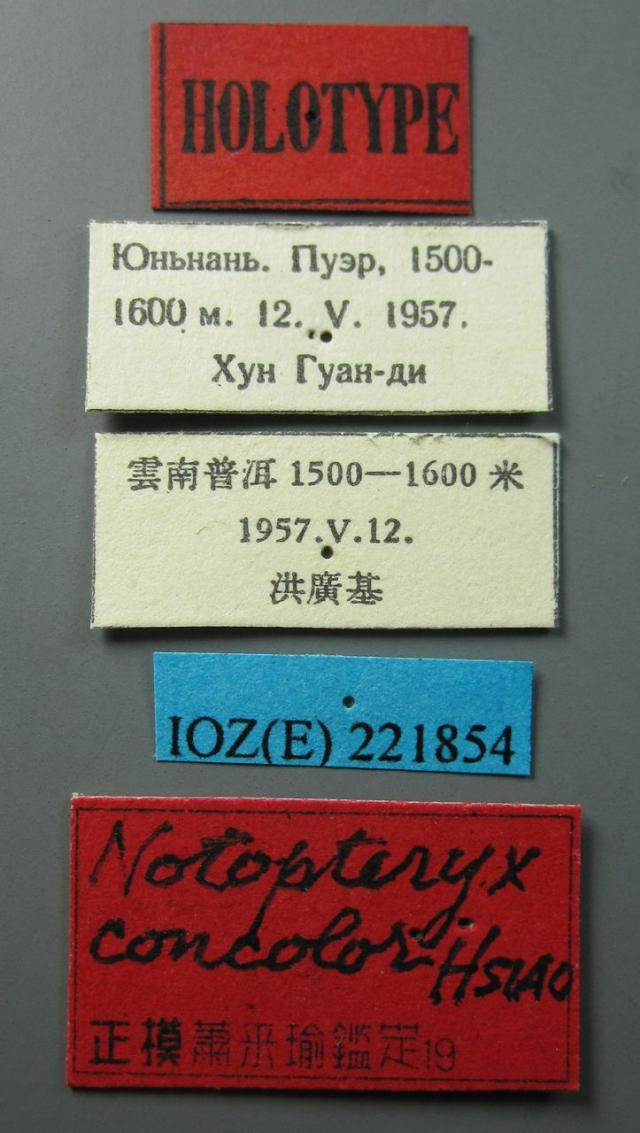 HOLOTYPE
Юньнань. Пуэр, 1500-
1600 м. 12. V. 1957.
Хун Гуан-ди
雲南普洱 1500—1600 米
1957.V.12.
洪廣基
IOZ(E) 221854
Notopteryx
concolor HSIAO
正模 蕭采瑜鑑定19